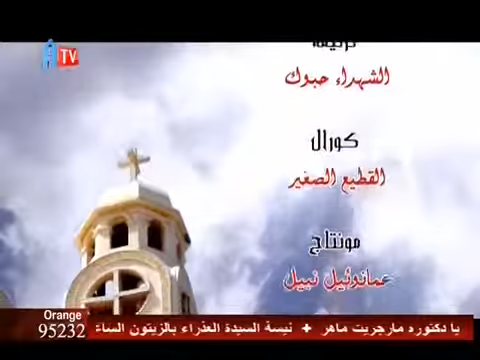 TV
ترنيمة
الشهداء حبوك
كورال
القطيع الصغير
مونتاج
عمانوئيل نبيل
Orange
95232
يا دكتوره مارجريت ماهر + نيسة السيدة العذراء بالزيتون الساء